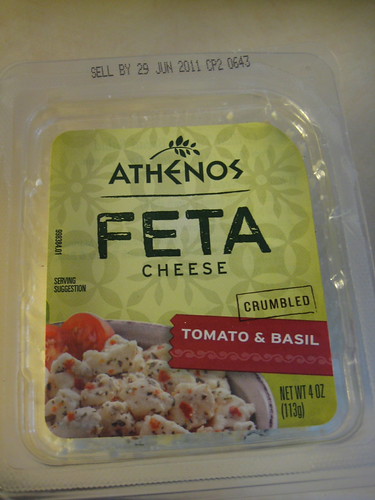 SELL BY 29 JUN 2011 CP2 0643
ATHENOS
FETA
CHEESE
SERVING
SUGGESTION
CRUMBLED
TOMATO & BASIL
NET WT 4 OZ
(113g)